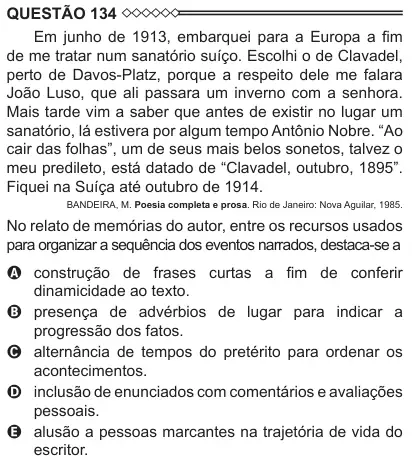 QUESTÃO 134
Em junho de 1913, embarquei para a Europa a fim
de me tratar num sanatório suíço. Escolhi o de Clavadel,
perto de Davos-Platz, porque a respeito dele me falara
João Luso, que ali passara um inverno com a senhora.
Mais tarde vim a saber que antes de existir no lugar um
sanatório, lá estivera por algum tempo Antônio Nobre. “Ao
cair das folhas”, um de seus mais belos sonetos, talvez o
meu predileto, está datado de “Clavadel, outubro, 1895”.
Fiquei na Suíça até outubro de 1914.
BANDEIRA, M. Poesia completa e prosa. Rio de Janeiro: Nova Aguilar, 1985.
No relato de memórias do autor, entre os recursos usados
para organizar a sequência dos eventos narrados, destaca-se a
A construção de frases curtas a fim de conferir
dinamicidade ao texto.
B presença de advérbios de lugar para indicar a
progressão dos fatos.
C alternância de tempos do pretérito para ordenar os
acontecimentos.
D inclusão de enunciados com comentários e avaliações
pessoais.
E alusão a pessoas marcantes na trajetória de vida do
escritor.